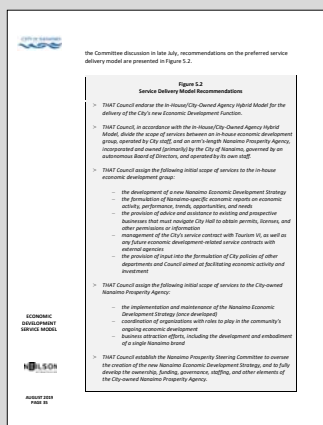 CITY OF NANAIMO
the Committee discussion in late July, recommendations on the preferred service
delivery model are presented in Figure 5.2.
Figure 5.2
Service Delivery Model Recommendations
> THAT Council endorse the In-House/City-Owned Agency Hybrid Model for the
delivery of the City's new Economic Development Function.
> THAT Council, in accordance with the In-House/City-Owned Agency Hybrid
Model, divide the scope of services between an in-house economic development
group, operated by City staff, and an arm's-length Nanaimo Prosperity Agency,
incorporated and owned (primarily) by the City of Nanaimo, governed by an
autonomous Board of Directors, and operated by its own staff.
> THAT Council assign the following initial scope of services to the in-house
economic development group:
– the development of a new Nanaimo Economic Development Strategy
– the formulation of Nanaimo-specific economic reports on economic
activity, performance, trends, opportunities, and needs
– the provision of advice and assistance to existing and prospective
businesses that must navigate City Hall to obtain permits, licenses, and
other permissions or information
– management of the City's service contract with Tourism VI, as well as
any future economic development-related service contracts with
external agencies
– the provision of input into the formulation of City policies of other
departments and Council aimed at facilitating economic activity and
investment
> THAT Council assign the following initial scope of services to the City-owned
Nanaimo Prosperity Agency:
– the implementation and maintenance of the Nanaimo Economic
Development Strategy (once developed)
– coordination of organizations with roles to play in the community's
ongoing economic development
– business attraction efforts, including the development and embodiment
of a single Nanaimo brand
> THAT Council establish the Nanaimo Prosperity Steering Committee to oversee
the creation of the new Nanaimo Economic Development Strategy, and to fully
develop the ownership, funding, governance, staffing, and other elements of
the City-owned Nanaimo Prosperity Agency.
ECONOMIC
DEVELOPMENT
SERVICE MODEL
NEILSON
AUGUST 2019
PAGE 35